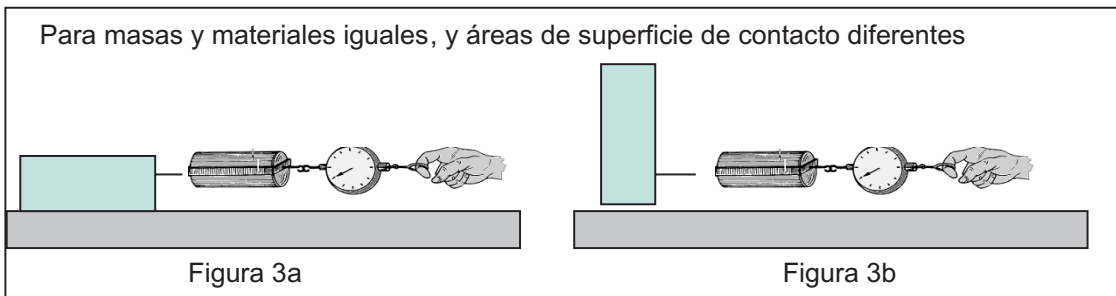 Para masas y materiales iguales, y áreas de superficie de contacto diferentes
Figura 3a
Figura 3b